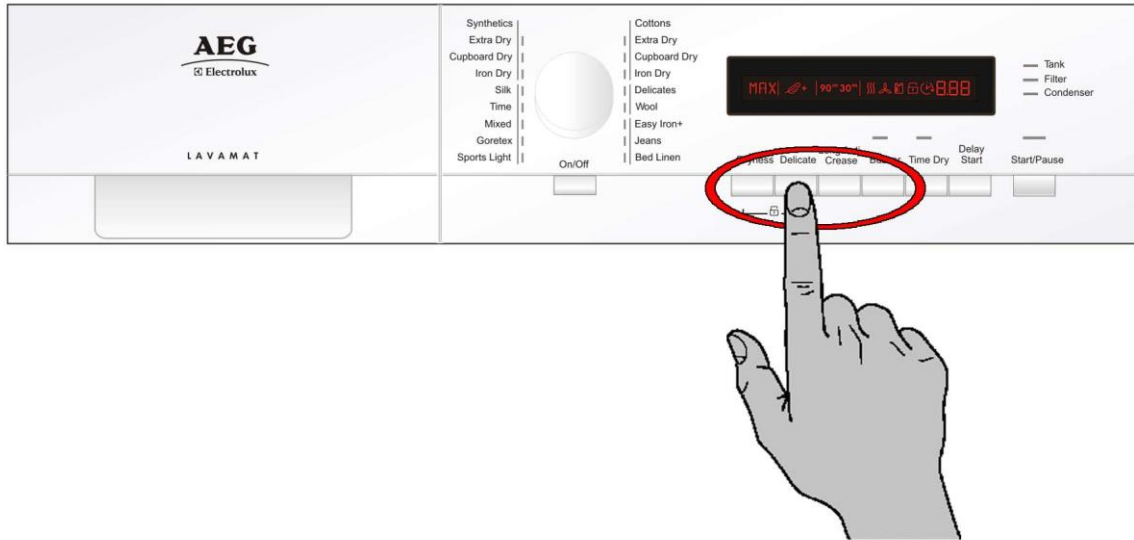 AEG
Electrolux
LAVAMAT
Synthetics
Extra Dry
Cupboard Dry
Iron Dry
Silk
Time
Mixed
Goretex
Sports Light
On/Off
Cottons
Extra Dry
Cupboard Dry
Iron Dry
Delicates
Wool
Easy Iron+
Jeans
Bed Linen
MAX + 90 30 8.88
Tank
Filter
Condenser
Delicate
Crease
Time Dry
Delay
Start
Start/Pause